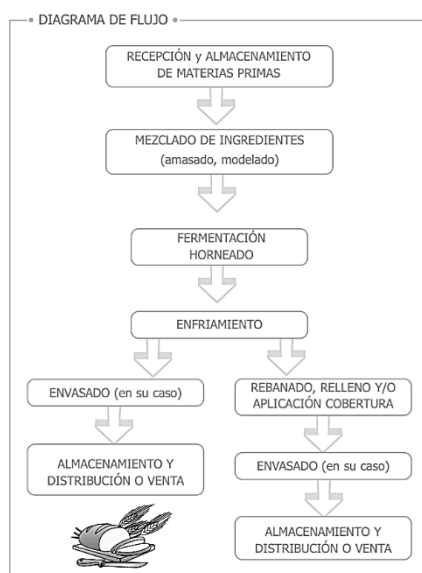 DIAGRAMA DE FLUJO
RECEPCIÓN y ALMACENAMIENTO
DE MATERIAS PRIMAS
MEZCLADO DE INGREDIENTES
(amasado, modelado)
FERMENTACIÓN
HORNEADO
ENFRIAMIENTO
ENVASADO (en su caso)
ALMACENAMIENTO Y
DISTRIBUCIÓN O VENTA
REBANADO, RELLENO Y/O
APLICACIÓN COBERTURA
ENVASADO (en su caso)
ALMACENAMIENTO Y
DISTRIBUCIÓN O VENTA